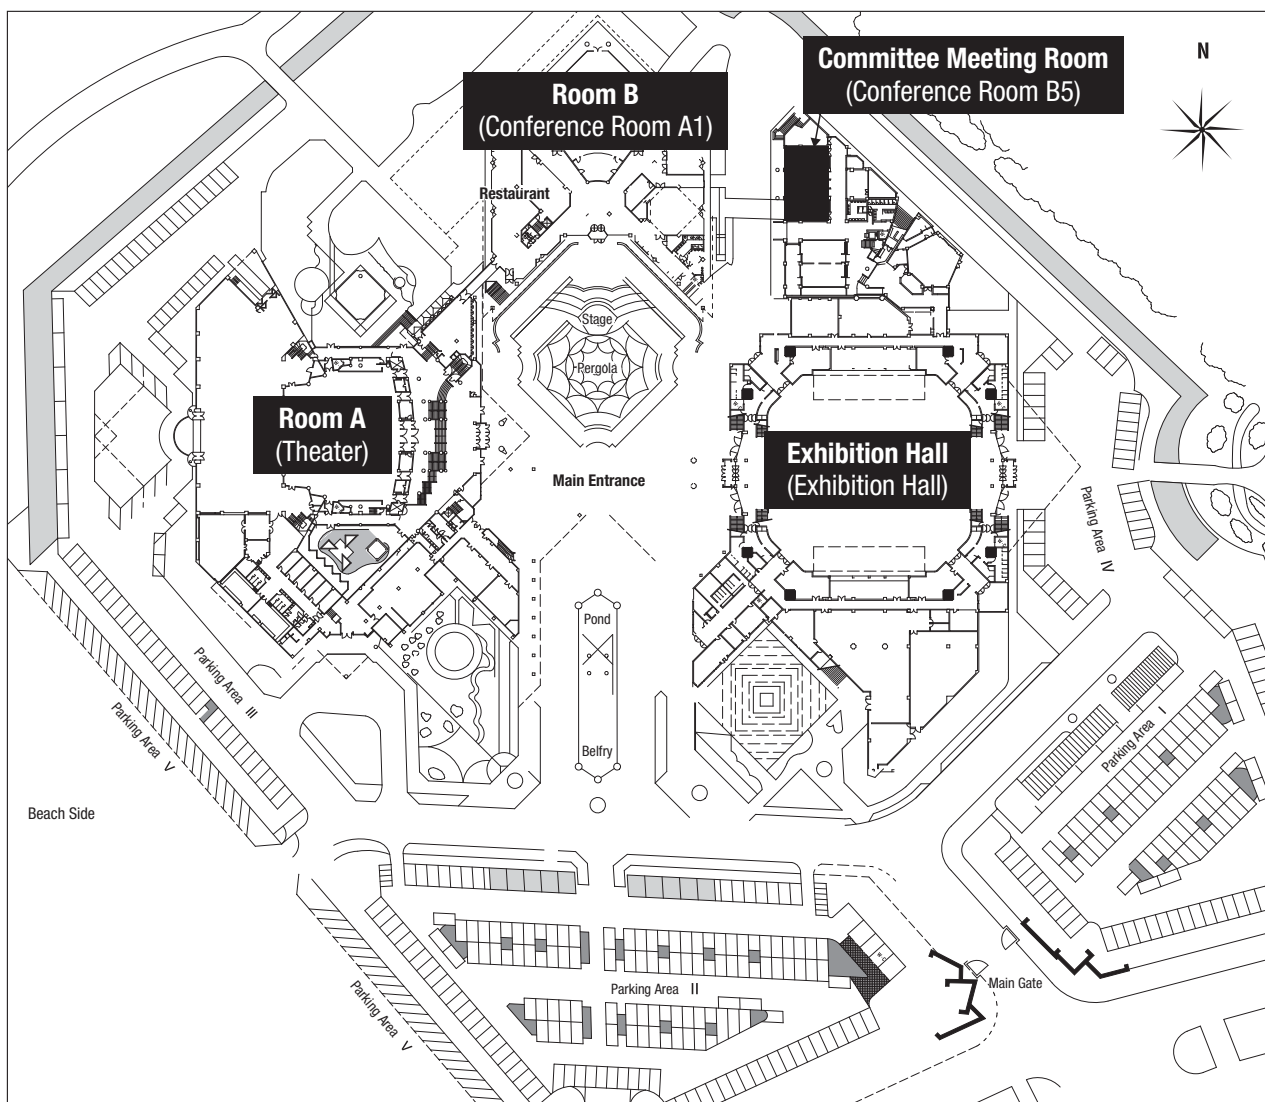 Committee Meeting Room
(Conference Room B5)
N
Room B
(Conference Room A1)
Restaurant
Stage
Pergola
Room A
(Theater)
Exhibition Hall
(Exhibition Hall)
Main Entrance
Parking Area IV
Pond
Parking Area III
Parking Area V
Belfry
Parking Area I
Beach Side
Parking Area II
Main Gate
Parking Area V